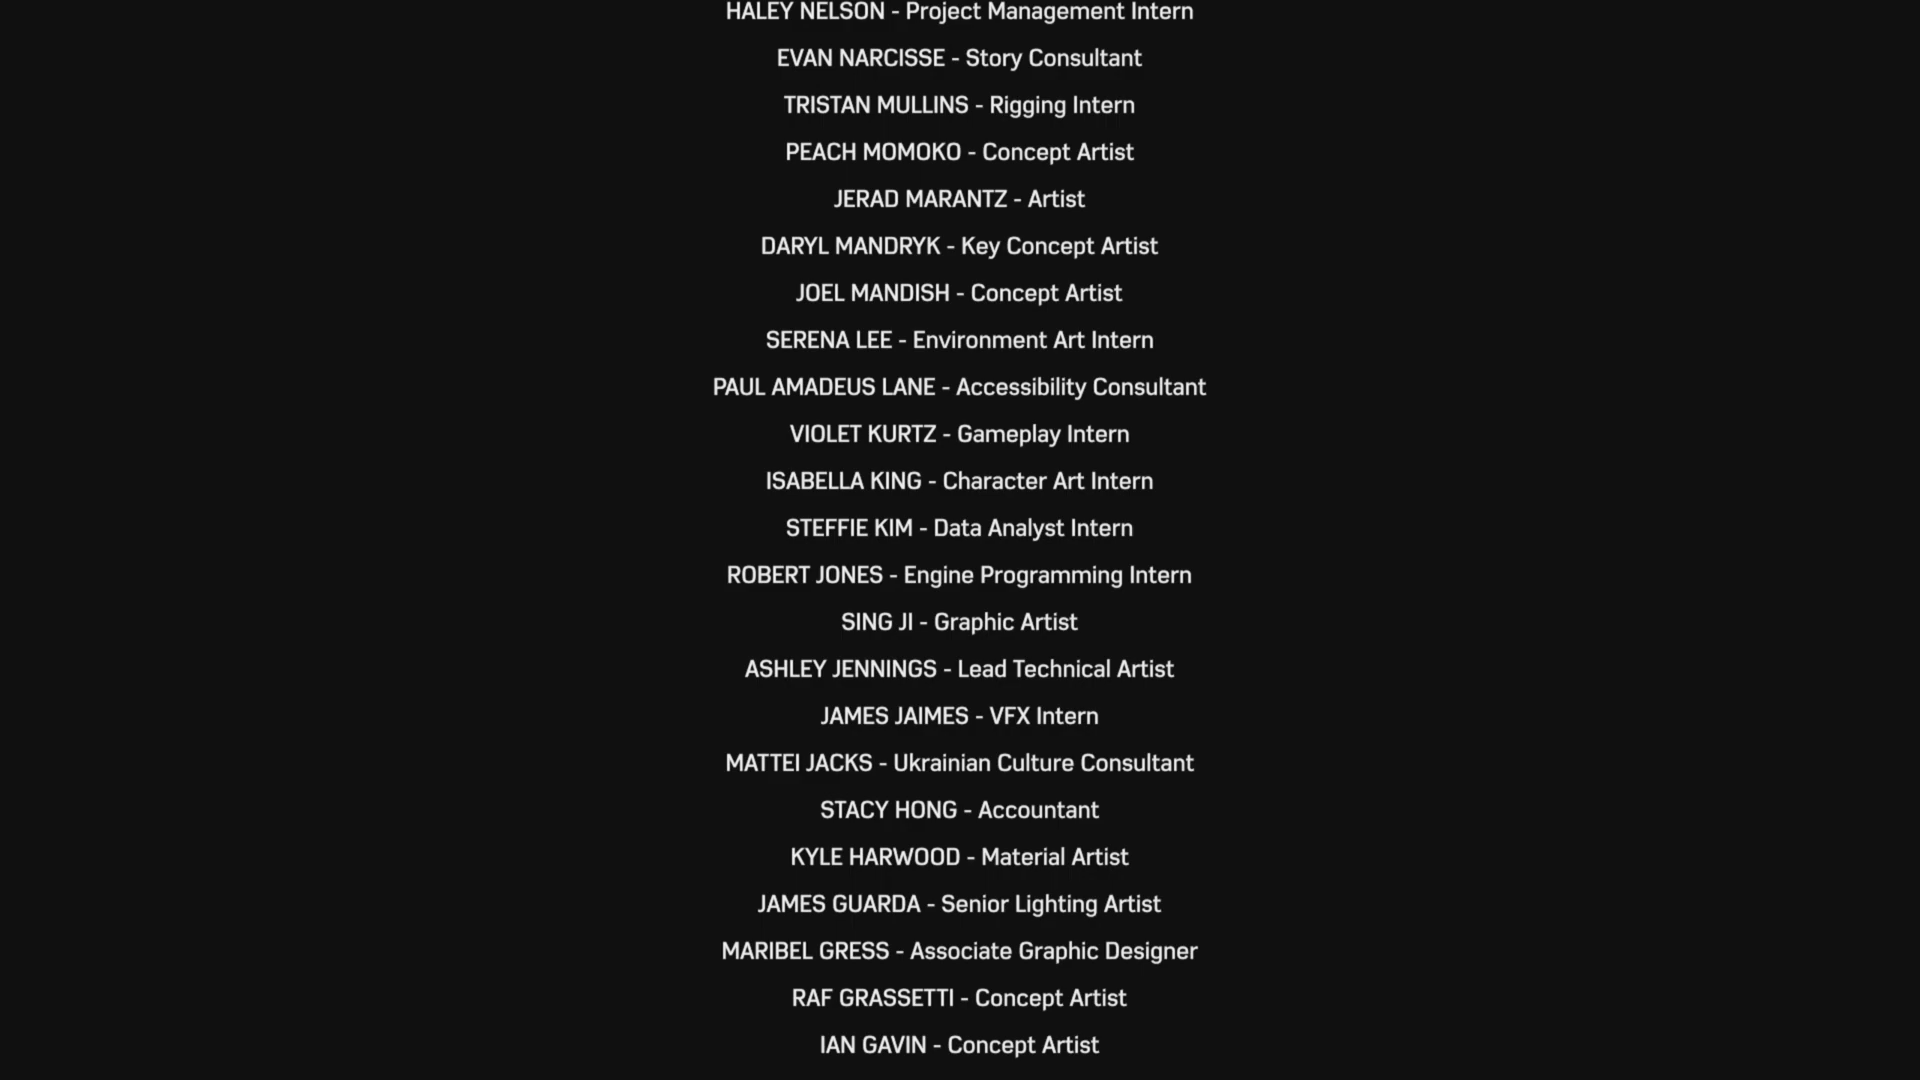 HALEY NELSON - Project Management Intern
EVAN NARCISSE - Story Consultant
TRISTAN MULLINS - Rigging Intern
PEACH MOMOKO - Concept Artist
JERAD MARANTZ - Artist
DARYL MANDRYK - Key Concept Artist
JOEL MANDISH - Concept Artist
SERENA LEE - Environment Art Intern
PAUL AMADEUS LANE - Accessibility Consultant
VIOLET KURTZ - Gameplay Intern
ISABELLA KING - Character Art Intern
STEFFIE KIM - Data Analyst Intern
ROBERT JONES - Engine Programming Intern
SING JI - Graphic Artist
ASHLEY JENNINGS - Lead Technical Artist
JAMES JAIMES - VFX Intern
MATTEI JACKS - Ukrainian Culture Consultant
STACY HONG - Accountant
KYLE HARWOOD - Material Artist
JAMES GUARDA - Senior Lighting Artist
MARIBEL GRESS - Associate Graphic Designer
RAF GRASSETTI - Concept Artist
IAN GAVIN - Concept Artist